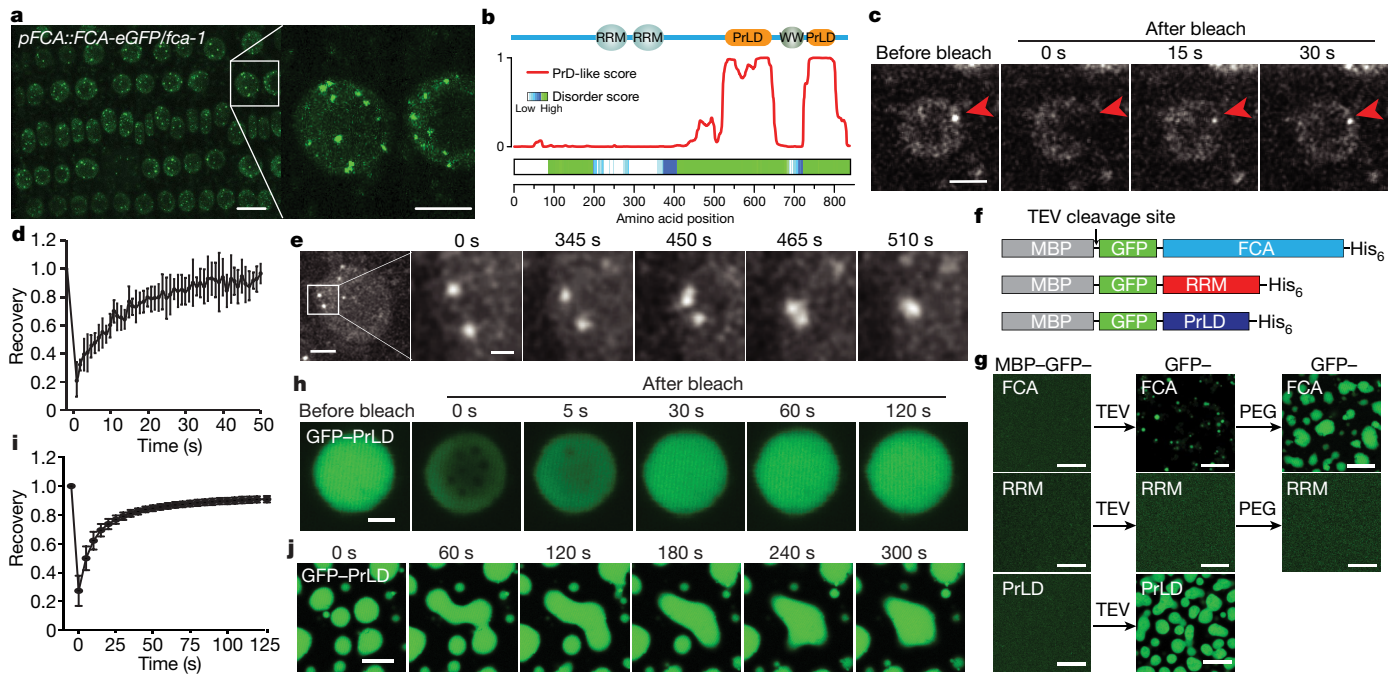 a
pFCA::FCA-eGFP/fca-1
b
RRM RRM PrLD WW PrLD
1
PrD-like score
Disorder score
Low High
0
0 100 200 300 400 500 600 700 800
Amino acid position
c
After bleach
Before bleach 0 s 15 s 30 s
d
1.2
1.0
0.8
0.6
0.4
0.2
0
Recovery
0 10 20 30 40 50
Time (s)
e
0 s 345 s 450 s 465 s 510 s
f
TEV cleavage site
MBP GFP FCA His6
MBP GFP RRM His6
MBP GFP PrLD His6
g
MBP–GFP– GFP– GFP–
FCA TEV FCA PEG FCA
RRM TEV RRM PEG RRM
PrLD TEV PrLD
h
After bleach
Before bleach 0 s 5 s 30 s 60 s 120 s
GFP–PrLD
i
1.2
1.0
0.8
0.6
0.4
0.2
0
Recovery
0 25 50 75 100 125
Time (s)
j
0 s 60 s 120 s 180 s 240 s 300 s
GFP–PrLD